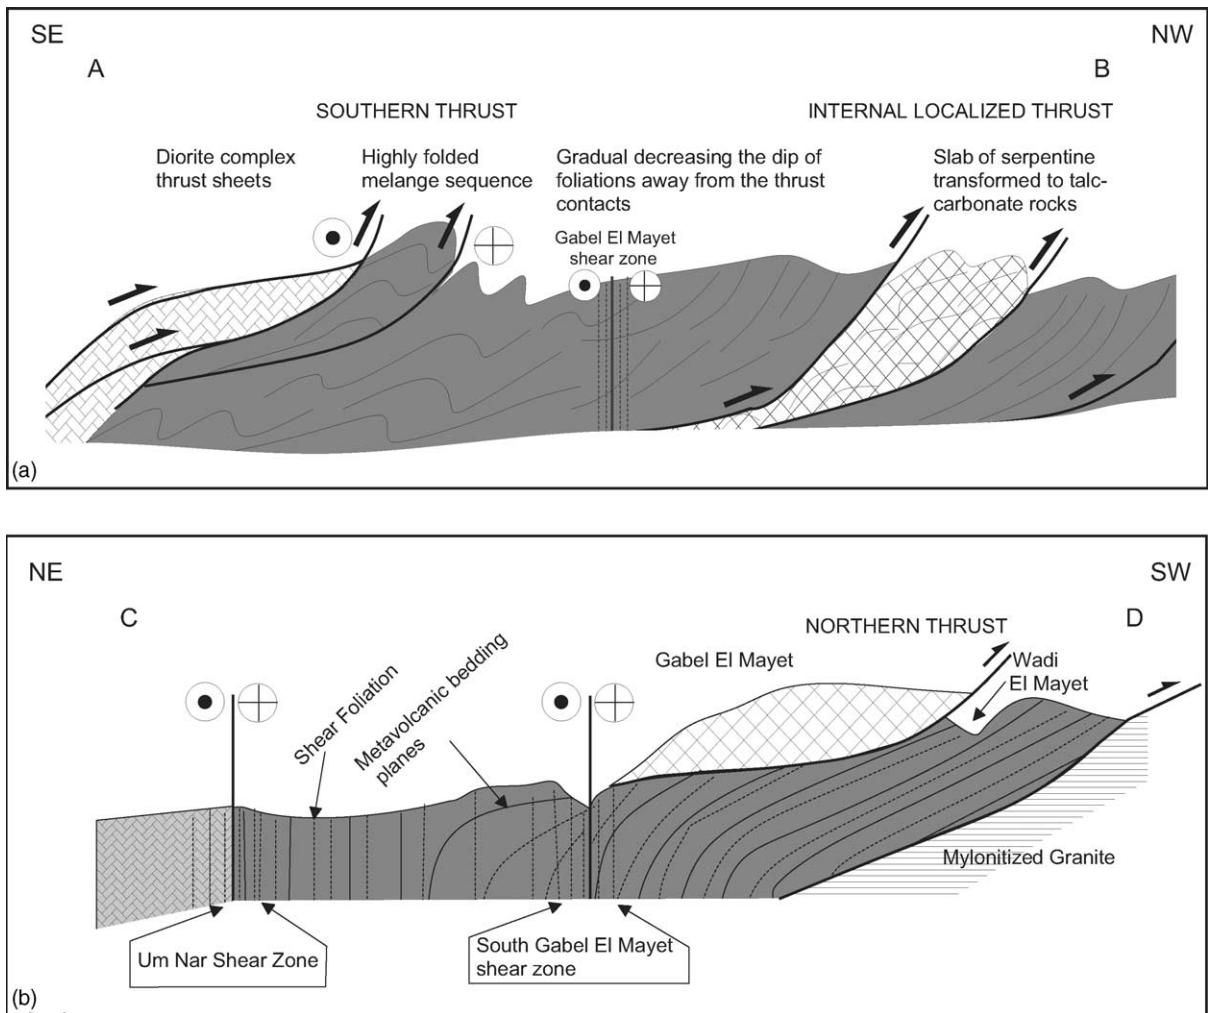 SE
NW
A
B
SOUTHERN THRUST
INTERNAL LOCALIZED THRUST
Diorite complex
thrust sheets
Highly folded
melange sequence
Gradual decreasing the dip of
foliations away from the thrust
contacts
Slab of serpentine
transformed to talc-
carbonate rocks
Gabel El Mayet
shear zone
(a)
NE
SW
C
D
NORTHERN THRUST
Gabel El Mayet
Wadi
El Mayet
Shear Foliation
Metavolcanic bedding
planes
Mylonitized Granite
Um Nar Shear Zone
South Gabel El Mayet
shear zone
(b)